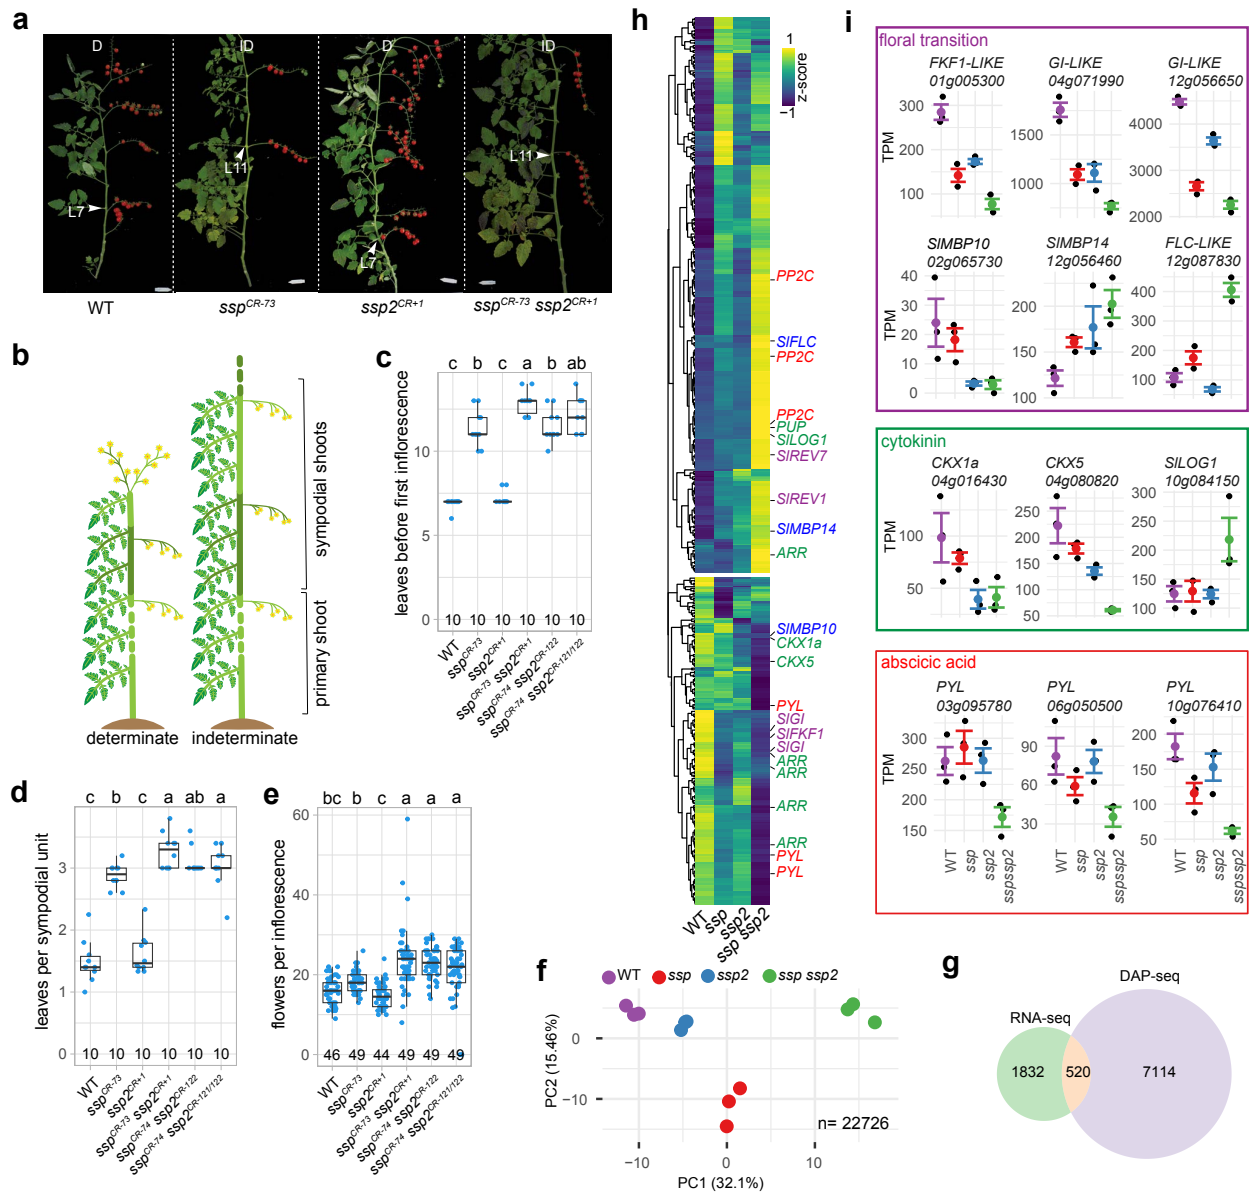 a
D
ID
D
ID
L7
L11
L7
L11
WT
ssp^CR-73
ssp2^CR+1
ssp^CR-73 ssp2^CR+1
b
sympodial shoots
primary shoot
determinate
indeterminate
c
c b c a b ab
leaves before first inflorescence
10
5
0
10 10 10 10 10 10
WT
ssp^CR-73
ssp2^CR+1
ssp^CR-73 ssp2^CR+1
ssp^CR-74 ssp2^CR-122
ssp^CR-74 ssp2^CR-121/122
d
c b c a ab a
leaves per sympodial unit
3
2
1
0
10 10 10 10 10 10
WT
ssp^CR-73
ssp2^CR+1
ssp^CR-73 ssp2^CR+1
ssp^CR-74 ssp2^CR-122
ssp^CR-74 ssp2^CR-121/122
e
bc b c a a a
flowers per inflorescence
60
40
20
0
46 49 44 49 49 49
WT
ssp^CR-73
ssp2^CR+1
ssp^CR-73 ssp2^CR+1
ssp^CR-74 ssp2^CR-122
ssp^CR-74 ssp2^CR-121/122
f
WT ssp ssp2 ssp ssp2
PC2 (15.46%)
0
−10
n= 22726
−10 0 10
PC1 (32.1%)
g
DAP-seq
RNA-seq
1832 520 7114
h
1
z-score
−1
PP2C
SlFLC
PP2C
PP2C
PUP
SlLOG1
SlREV7
SlREV1
SlMBP14
ARR
SlMBP10
CKX1a
CKX5
PYL
SlGI
SlFKF1
SlGI
ARR
ARR
ARR
ARR
PYL
PYL
WT
ssp
ssp2
ssp ssp2
i
floral transition
FKF1-LIKE
01g005300
GI-LIKE
04g071990
GI-LIKE
12g056650
TPM
300
200
100
1500
1000
4000
3000
2000
SlMBP10
02g065730
SlMBP14
12g056460
FLC-LIKE
12g087830
TPM
40
30
20
10
0
200
150
100
400
300
200
100
0
cytokinin
CKX1a
04g016430
CKX5
04g080820
SlLOG1
10g084150
TPM
100
50
250
200
150
100
50
300
250
200
150
100
abscicic acid
PYL
03g095780
PYL
06g050500
PYL
10g076410
TPM
300
250
200
150
90
60
30
200
150
100
50
WT
ssp
ssp2
sspssp2
WT
ssp
ssp2
sspssp2
WT
ssp
ssp2
sspssp2